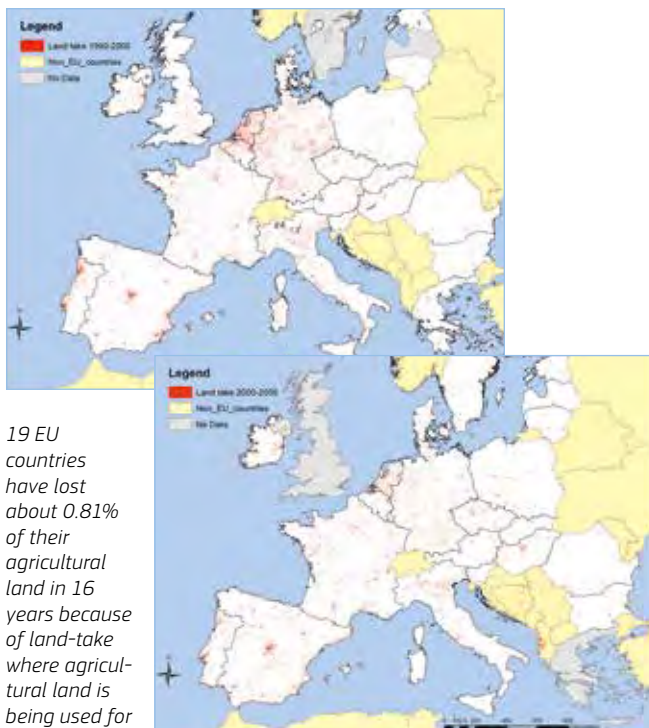 Legend
Land take 1990-2000
Non_EU_countries
No Data
Legend
Land take 2000-2006
Non_EU_countries
No Data
19 EU
countries
have lost
about 0.81%
of their
agricultural
land in 16
years because
of land-take
where agricul-
tural land is
being used for